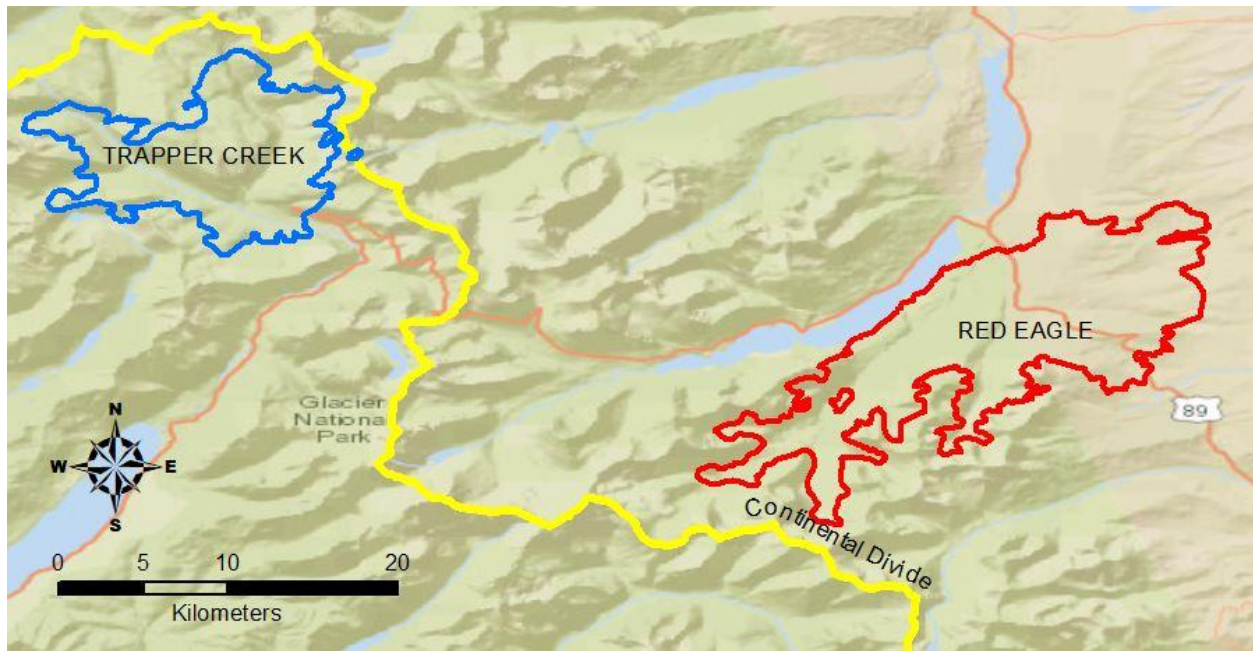 TRAPPER CREEK
RED EAGLE
89
Glacier
National
Park
N
W E
S
Continental Divide
0 5 10 20
Kilometers